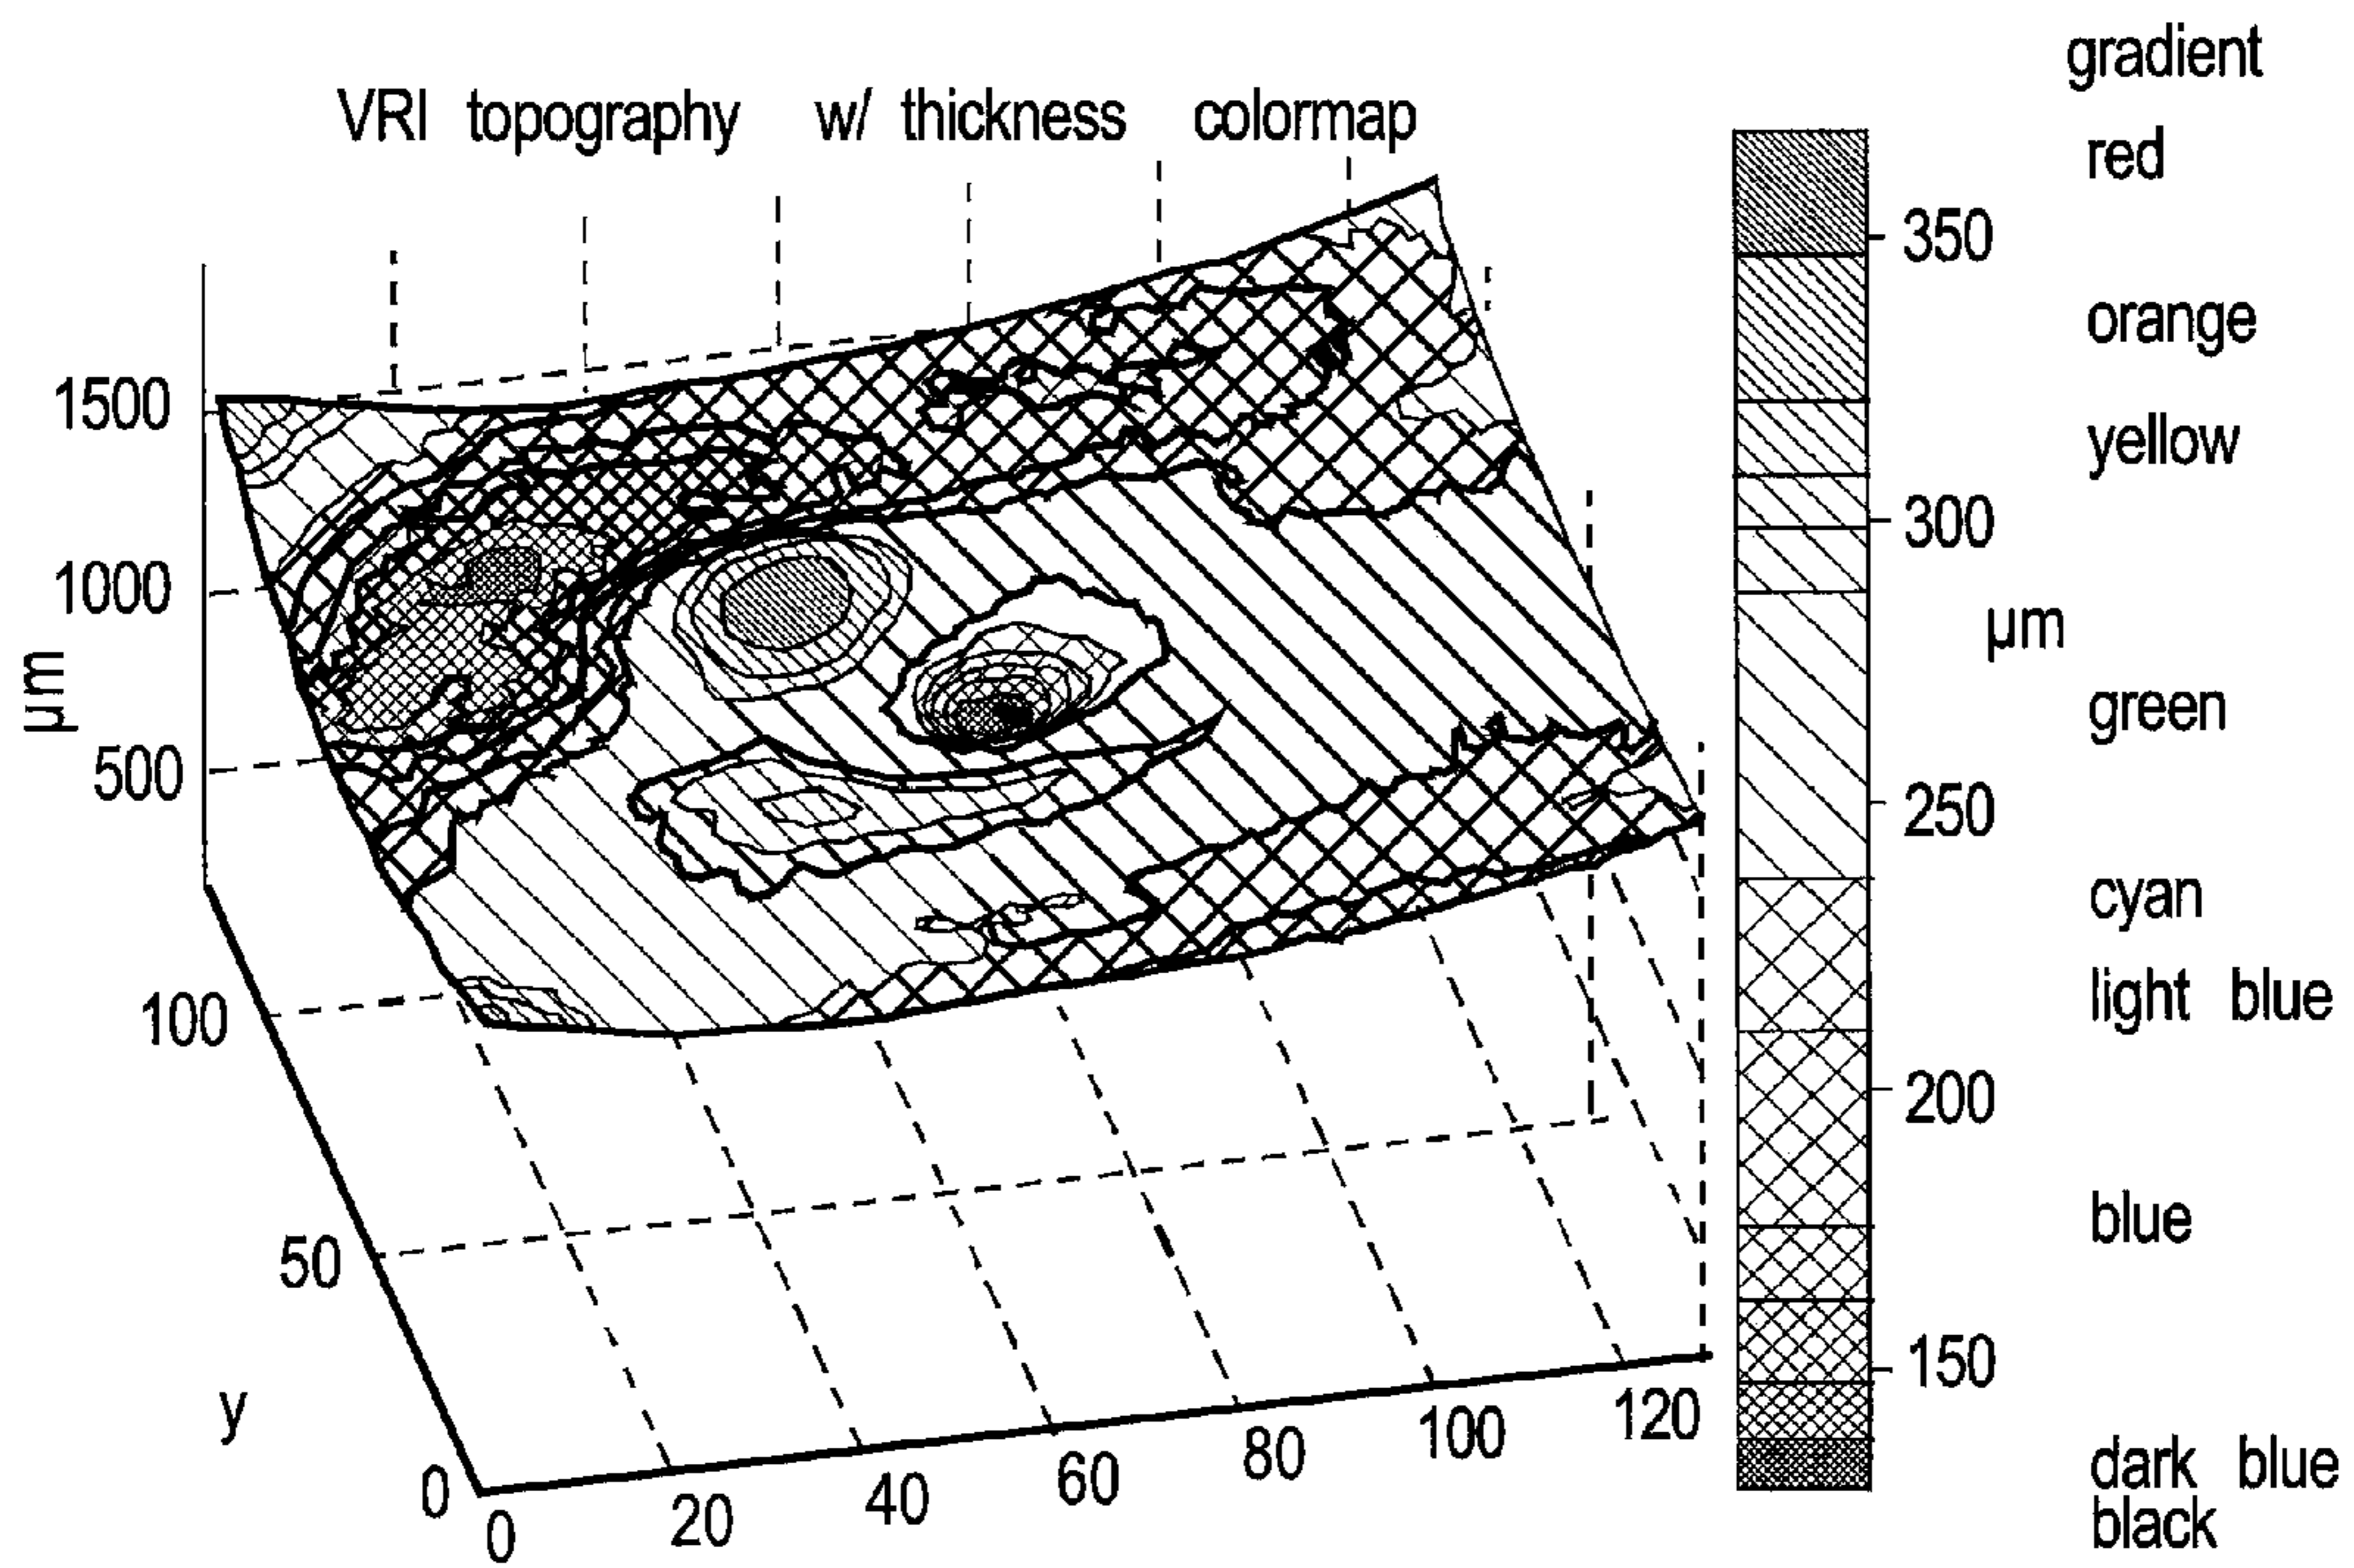 gradient
VRI topography w/ thickness colormap
red
350
orange
yellow
300
µm
green
250
cyan
light blue
200
blue
150
dark blue
black
1500
1000
µm
500
100
50
y
0
0
20
40
60
80
100
120